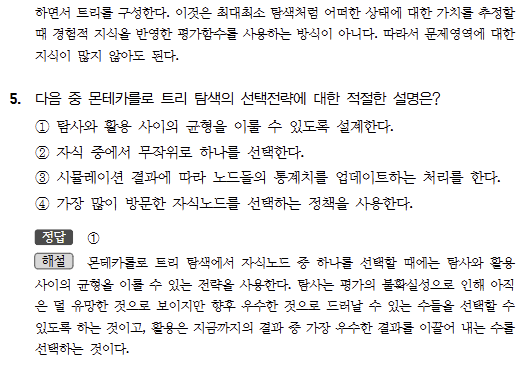 하면서 트리를 구성한다. 이것은 최대최소 탐색처럼 어떠한 상태에 대한 가치를 추정할
때 경험적 지식을 반영한 평가함수를 사용하는 방식이 아니다. 따라서 문제영역에 대한
지식이 많지 않아도 된다.
5. 다음 중 몬테카를로 트리 탐색의 선택전략에 대한 적절한 설명은?
① 탐사와 활용 사이의 균형을 이룰 수 있도록 설계한다.
② 자식 중에서 무작위로 하나를 선택한다.
③ 시뮬레이션 결과에 따라 노드들의 통계치를 업데이트하는 처리를 한다.
④ 가장 많이 방문한 자식노드를 선택하는 정책을 사용한다.
정답 ①
해설 몬테카를로 트리 탐색에서 자식노드 중 하나를 선택할 때에는 탐사와 활용
사이의 균형을 이룰 수 있는 전략을 사용한다. 탐사는 평가의 불확실성으로 인해 아직
은 덜 유망한 것으로 보이지만 향후 우수한 것으로 드러날 수 있는 수들을 선택할 수
있도록 하는 것이고, 활용은 지금까지의 결과 중 가장 우수한 결과를 이끌어 내는 수를
선택하는 것이다.